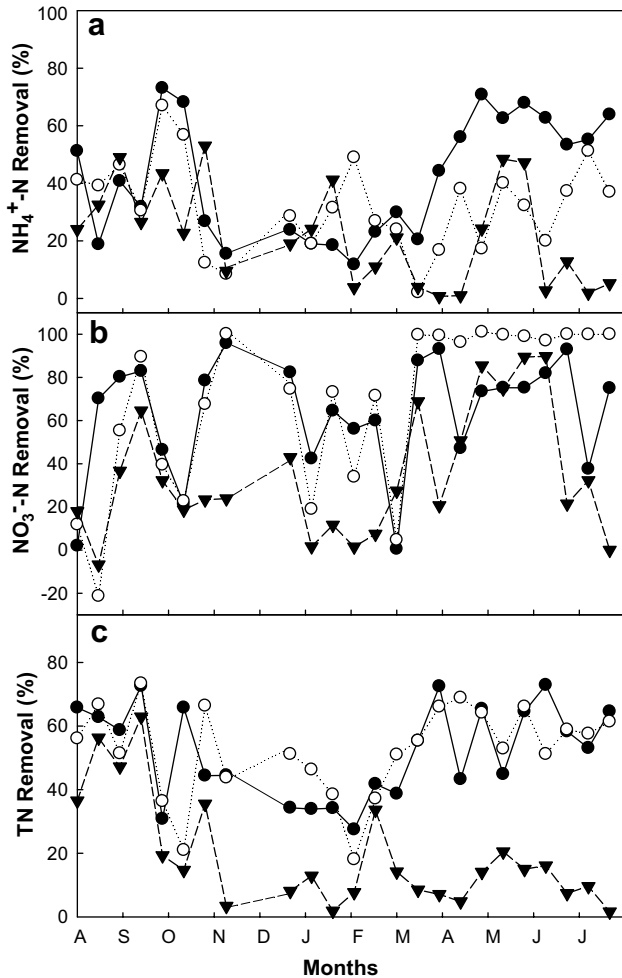 a
NH₄⁺-N Removal (%)
100
80
60
40
20
0
b
NO₃⁻-N Removal (%)
100
80
60
40
20
0
-20
c
TN Removal (%)
80
60
40
20
0
A S O N D J F M A M J J
Months